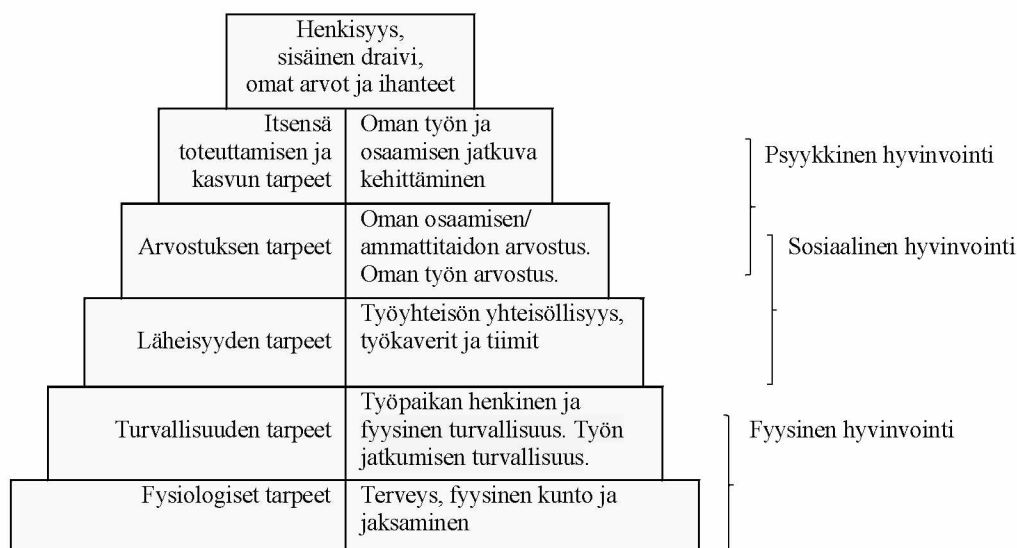 Henkisyys,
sisäinen draivi,
omat arvot ja ihanteet
Itsensä
toteuttamisen ja
kasvun tarpeet
Oman työn ja
osaamisen jatkuva
kehittäminen
Psyykkinen hyvinvointi
Arvostuksen tarpeet
Oman osaamisen/
ammattitaidon arvostus.
Oman työn arvostus.
Sosiaalinen hyvinvointi
Läheisyyden tarpeet
Työyhteisön yhteisöllisyys,
työkaverit ja tiimit
Turvallisuuden tarpeet
Työpaikan henkinen ja
fyysinen turvallisuus. Työn
jatkumisen turvallisuus.
Fyysinen hyvinvointi
Fysiologiset tarpeet
Terveys, fyysinen kunto ja
jaksaminen